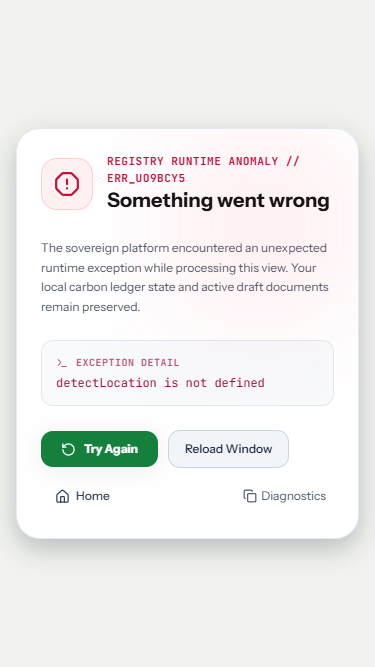 REGISTRY RUNTIME ANOMALY //
ERR_UO9BCY5
Something went wrong
The sovereign platform encountered an unexpected
runtime exception while processing this view. Your
local carbon ledger state and active draft documents
remain preserved.
>_ EXCEPTION DETAIL
detectLocation is not defined
Try Again
Reload Window
Home
Diagnostics